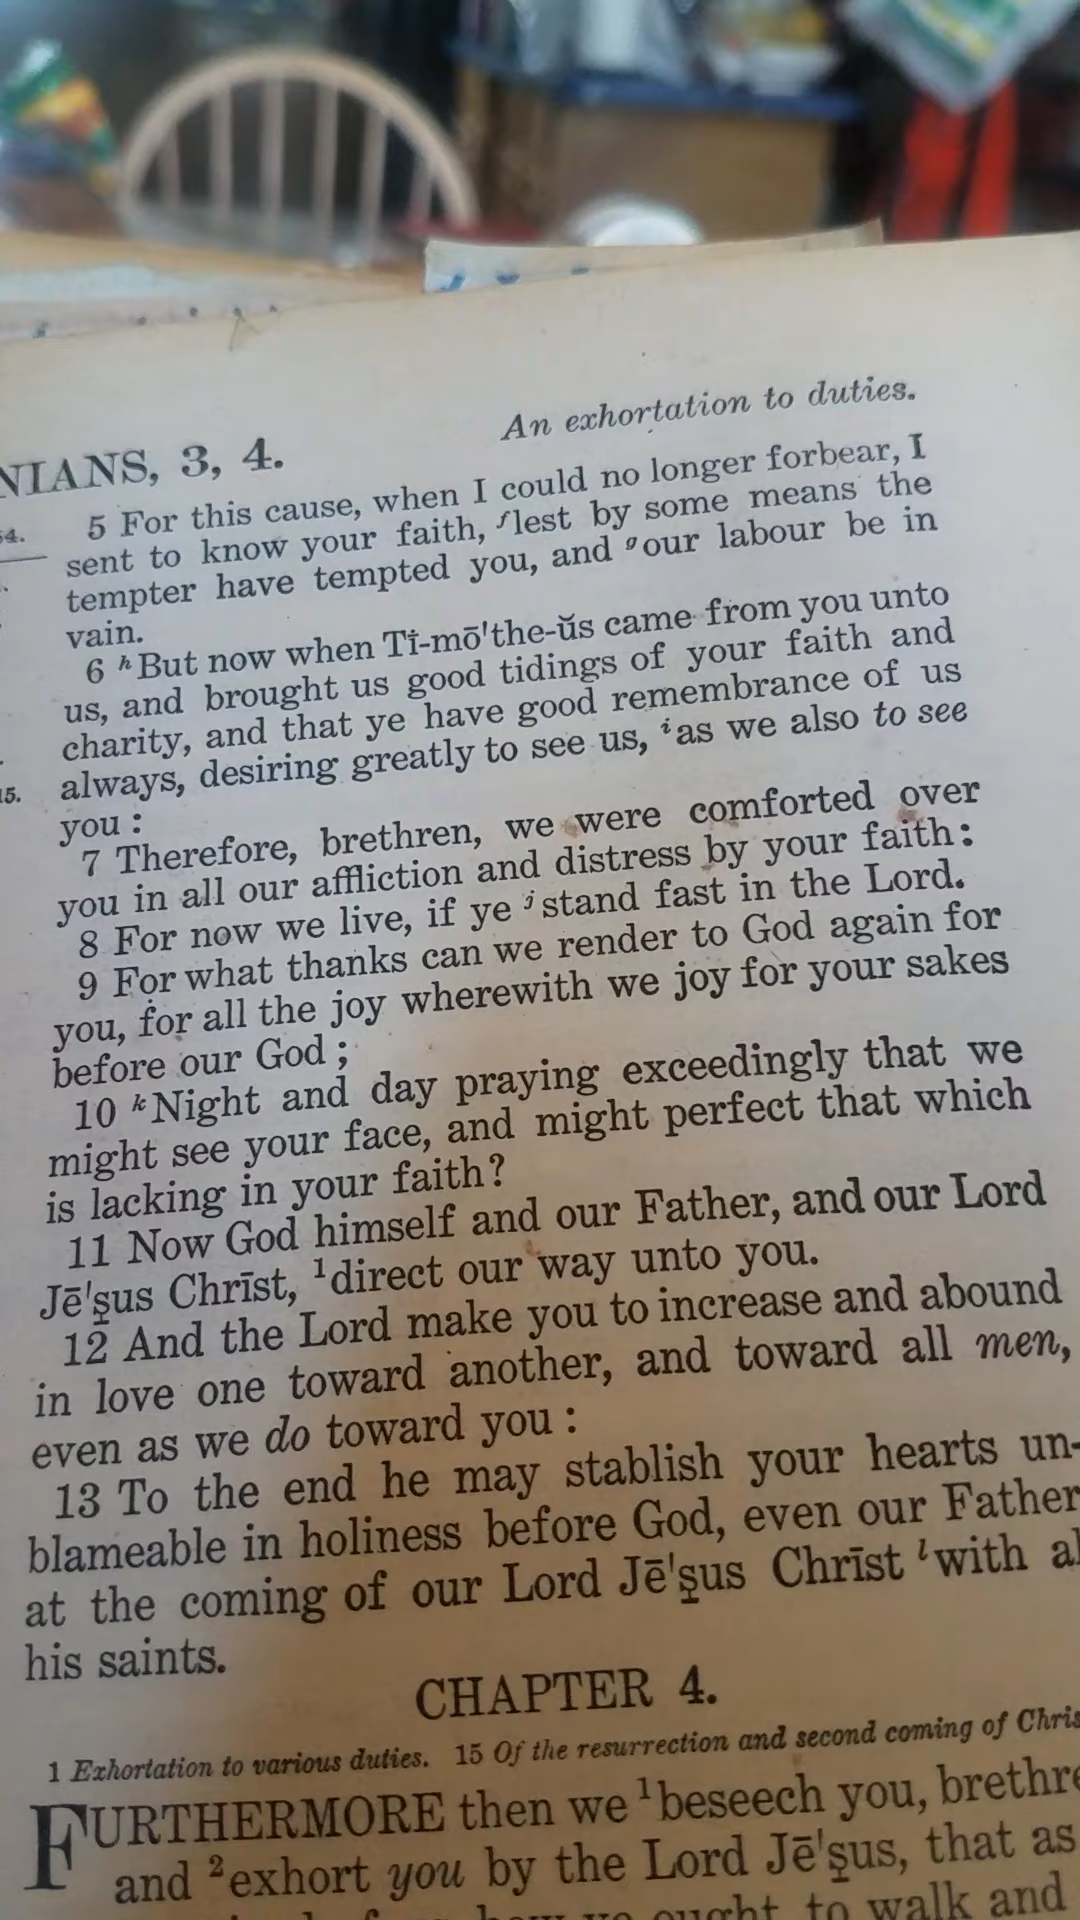 NIANS, 3, 4.
An exhortation to duties.
54.
5 For this cause, when I could no longer forbear, I
sent to know your faith, ᶠlest by some means the
tempter have tempted you, and ᵍour labour be in
vain.
6 ʰBut now when Tī-mō'the-ŭs came from you unto
us, and brought us good tidings of your faith and
charity, and that ye have good remembrance of us
always, desiring greatly to see us, ⁱas we also to see
15.
you :
7 Therefore, brethren, we were comforted over
you in all our affliction and distress by your faith:
8 For now we live, if ye ʲstand fast in the Lord.
9 For what thanks can we render to God again for
you, for all the joy wherewith we joy for your sakes
before our God ;
10 ᵏNight and day praying exceedingly that we
might see your face, and might perfect that which
is lacking in your faith?
11 Now God himself and our Father, and our Lord
Jē'ṣus Chrīst, ¹direct our way unto you.
12 And the Lord make you to increase and abound
in love one toward another, and toward all men,
even as we do toward you :
13 To the end he may stablish your hearts un-
blameable in holiness before God, even our Father
at the coming of our Lord Jē'ṣus Chrīst ˡwith al
his saints.
CHAPTER 4.
1 Exhortation to various duties. 15 Of the resurrection and second coming of Chris
FURTHERMORE then we ¹beseech you, brethre
and ²exhort you by the Lord Jē'ṣus, that as
how ye ought to walk and